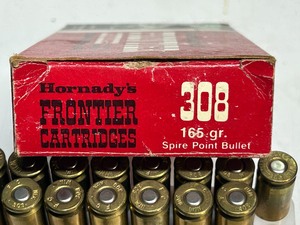 Hornady's
FRONTIER
CARTRIDGES
308
165 gr.
Spire Point Bullet